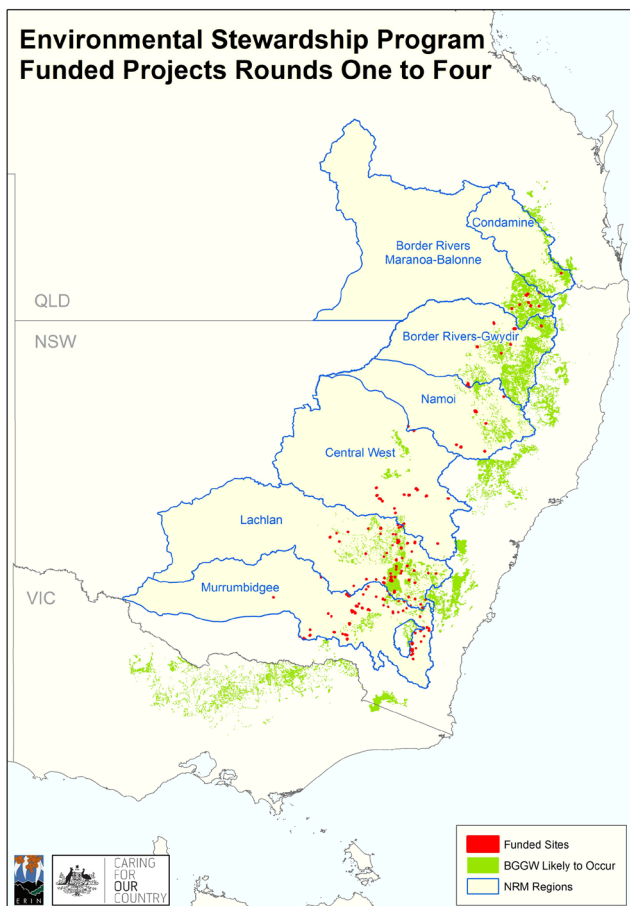 Environmental Stewardship Program
Funded Projects Rounds One to Four
Condamine
Border Rivers
Maranoa-Balonne
QLD
NSW
Border Rivers-Gwydir
Namoi
Central West
Lachlan
Murrumbidgee
VIC
Funded Sites
BGGW Likely to Occur
NRM Regions
ERIN
CARING
FOR
OUR
COUNTRY